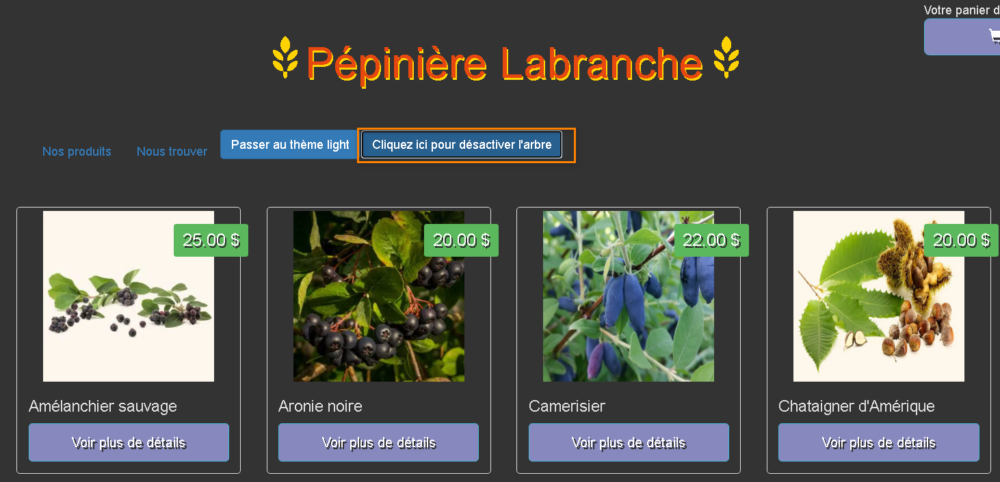 Votre panier d
Pépinière Labranche
Nos produits
Nous trouver
Passer au thème light
Cliquez ici pour désactiver l'arbre
25.00 $
20.00 $
22.00 $
20.00 $
Amélanchier sauvage
Aronie noire
Camerisier
Chataigner d'Amérique
Voir plus de détails
Voir plus de détails
Voir plus de détails
Voir plus de détails